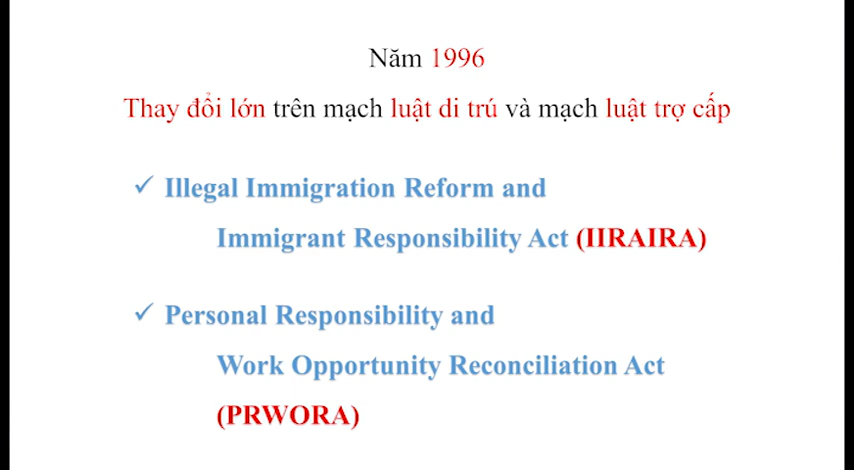 Năm 1996
Thay đổi lớn trên mạch luật di trú và mạch luật trợ cấp
✓ Illegal Immigration Reform and
Immigrant Responsibility Act (IIRAIRA)
✓ Personal Responsibility and
Work Opportunity Reconciliation Act
(PRWORA)